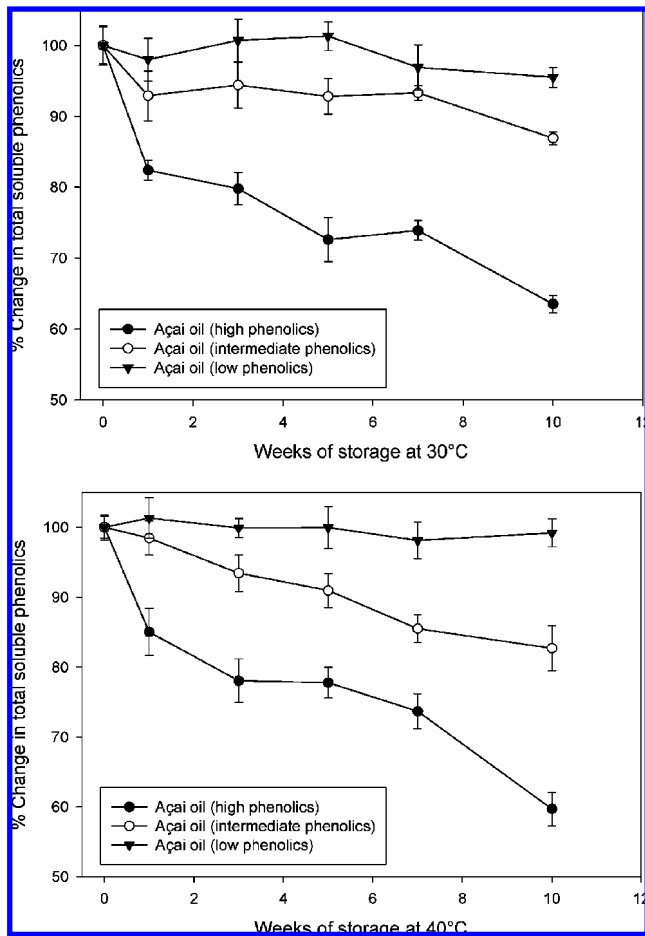 100
90
80
70
60
50
% Change in total soluble phenolics
Açai oil (high phenolics)
Açai oil (intermediate phenolics)
Açai oil (low phenolics)
0 2 4 6 8 10 12
Weeks of storage at 30°C
100
90
80
70
60
50
% Change in total soluble phenolics
Açai oil (high phenolics)
Açai oil (intermediate phenolics)
Açai oil (low phenolics)
0 2 4 6 8 10 12
Weeks of storage at 40°C